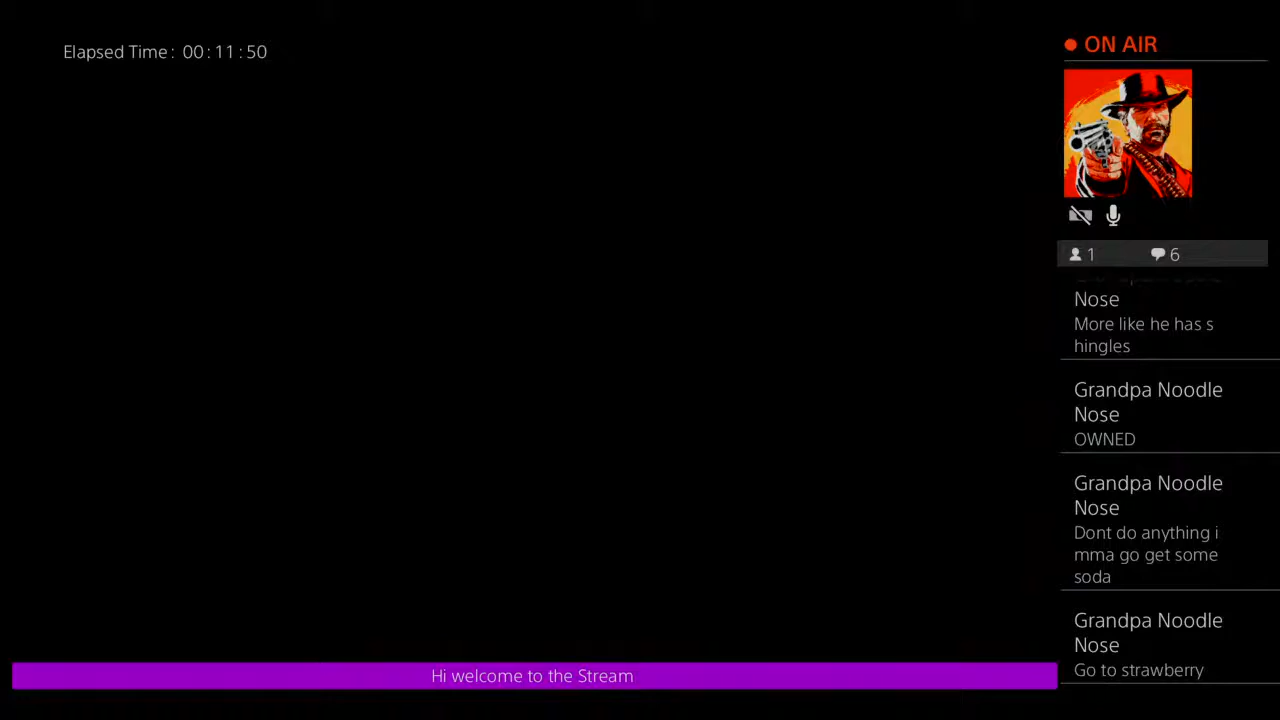 Elapsed Time: 00:11:50
ON AIR
1 6
Nose
More like he has s
hingles
Grandpa Noodle
Nose
OWNED
Grandpa Noodle
Nose
Dont do anything i
mma go get some
soda
Grandpa Noodle
Nose
Go to strawberry
Hi welcome to the Stream